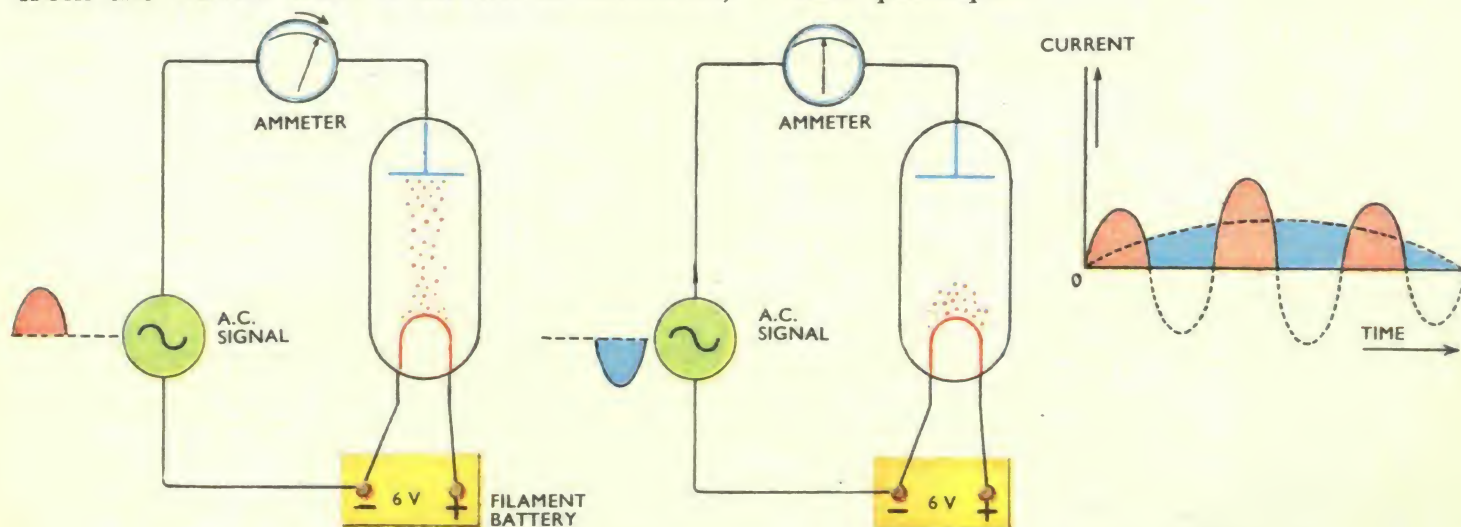 AMMETER
A.C.
SIGNAL
6 V
− +
FILAMENT
BATTERY
AMMETER
A.C.
SIGNAL
6 V
− +
CURRENT
0
TIME